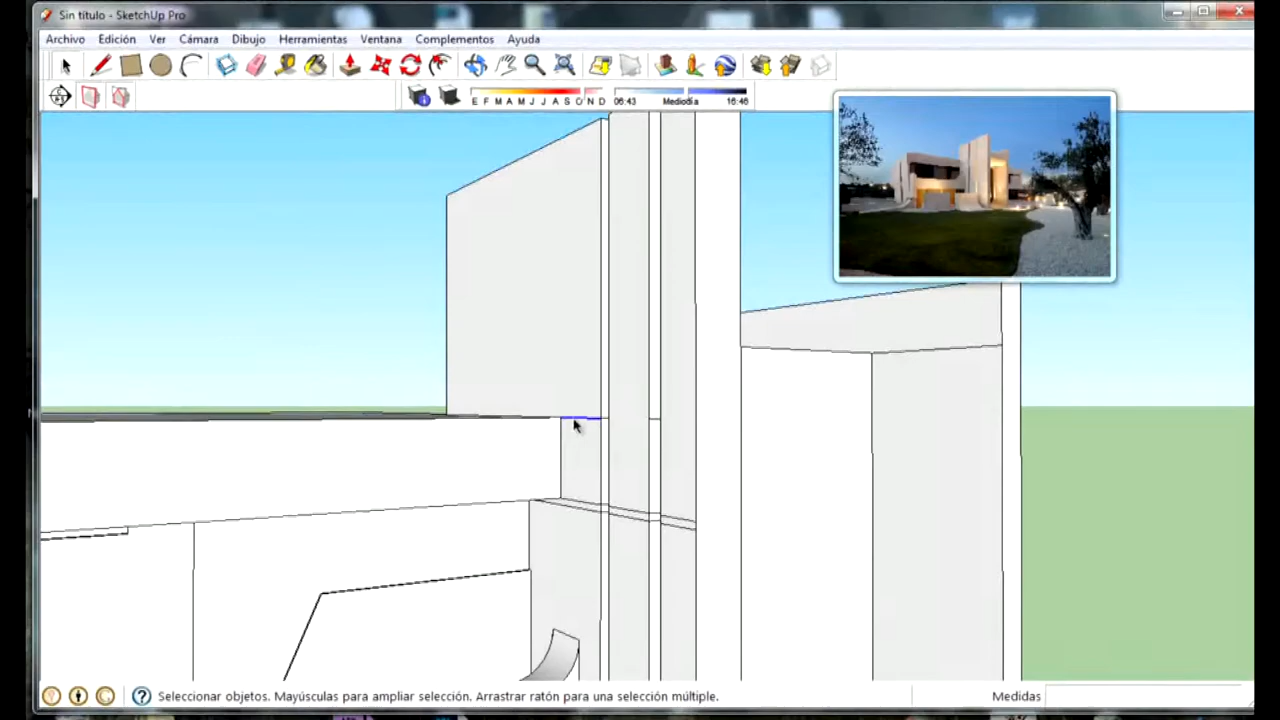 Sin título - SketchUp Pro
Archivo Edición Ver Cámara Dibujo Herramientas Ventana Complementos Ayuda
E F M A M J J A S O N D 06:43 Mediodía 16:46
Seleccionar objetos. Mayúsculas para ampliar selección. Arrastrar ratón para una selección múltiple. Medidas